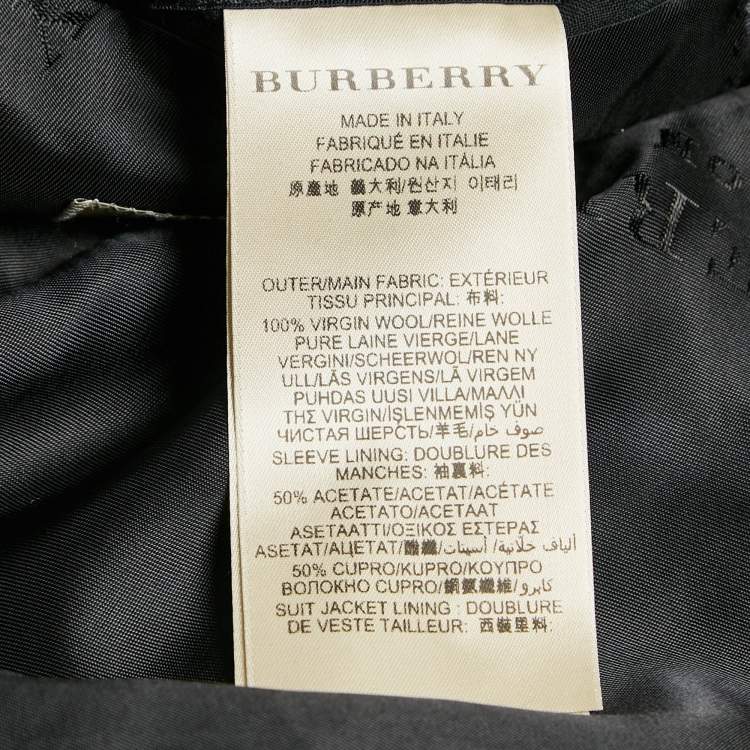 BURBERRY
MADE IN ITALY
FABRIQUÉ EN ITALIE
FABRICADO NA ITÁLIA
原產地 義大利/원산지 이태리
原产地 意大利
OUTER/MAIN FABRIC: EXTÉRIEUR
TISSU PRINCIPAL: 布料:
100% VIRGIN WOOL/REINE WOLLE
PURE LAINE VIERGE/LANE
VERGINI/SCHEERWOL/REN NY
ULL/LÃS VIRGENS/LÃ VIRGEM
PUHDAS UUSI VILLA/ΜΑΛΛΙ
ΤΗΣ VIRGIN/İŞLENMEMİŞ YÜN
ЧИСТАЯ ШЕРСТЬ/羊毛/صوف خام
SLEEVE LINING: DOUBLURE DES
MANCHES: 袖裏料:
50% ACETATE/ACETAT/ACÉTATE
ACETATO/ACETAAT
ASETAATTI/ΟΞΙΚΟΣ ΕΣΤΕΡΑΣ
ASETAT/АЦЕТАТ/醋纖/ألياف خلّاتية / أسيتات
50% CUPRO/KUPRO/ΚΟΥΠΡΟ
ВОЛОКНО CUPRO/銅氨纖維/كابرو
SUIT JACKET LINING : DOUBLURE
DE VESTE TAILLEUR: 西裝里料: